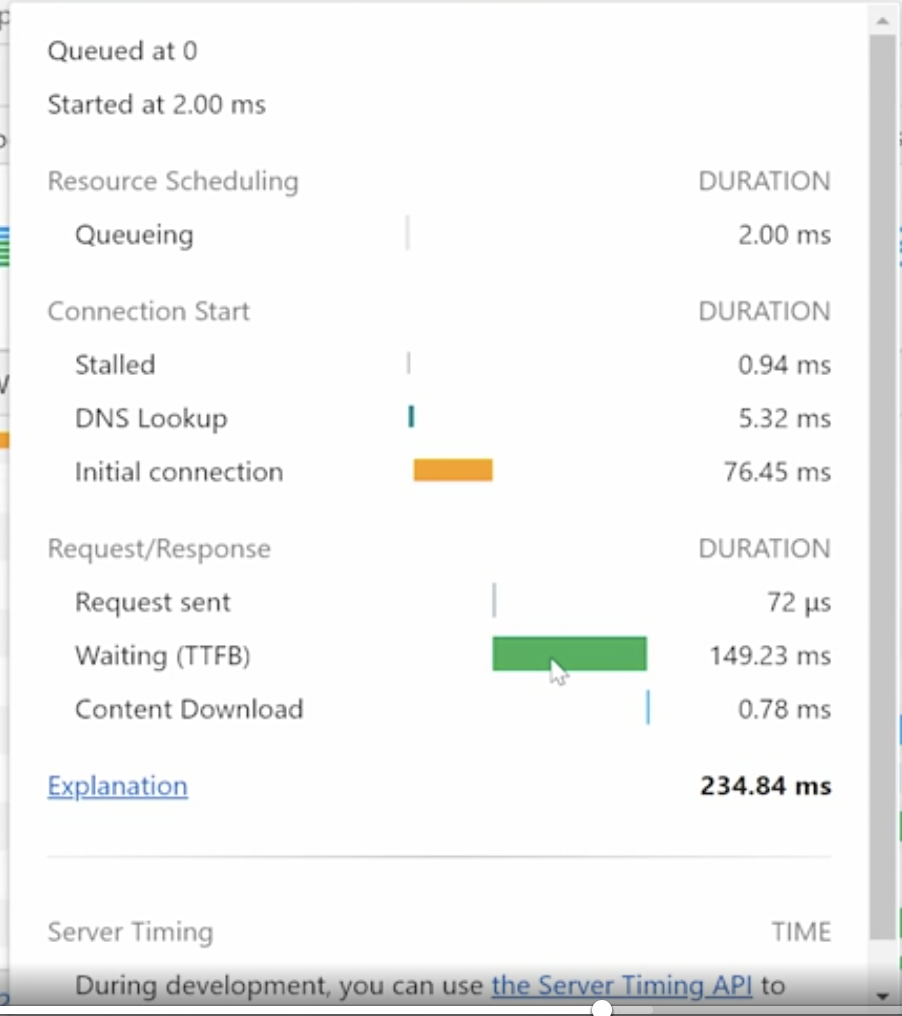 Queued at 0
Started at 2.00 ms
Resource Scheduling DURATION
Queueing 2.00 ms
Connection Start DURATION
Stalled 0.94 ms
DNS Lookup 5.32 ms
Initial connection 76.45 ms
Request/Response DURATION
Request sent 72 µs
Waiting (TTFB) 149.23 ms
Content Download 0.78 ms
Explanation 234.84 ms
Server Timing TIME
During development, you can use the Server Timing API to